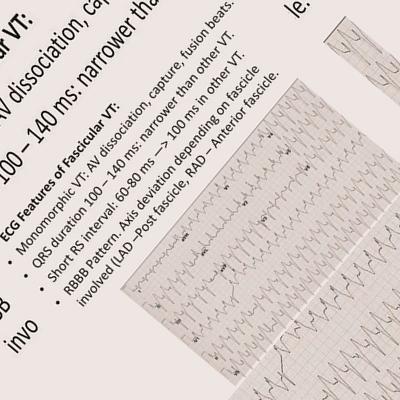 ar VT:
AV dissociation, cap
100 – 140 ms: narrower tha
le.
ECG Features of Fascicular VT:
• Monomorphic VT: AV dissociation, capture, fusion beats.
• QRS duration 100 – 140 ms: narrower than other VT.
• Short RS interval: 60-80 ms —> 100 ms in other VT.
• RBBB Pattern. Axis deviation depending on fascicle
involved (LAD –Post fascicle, RAD – Anterior fascicle.
BB
invo